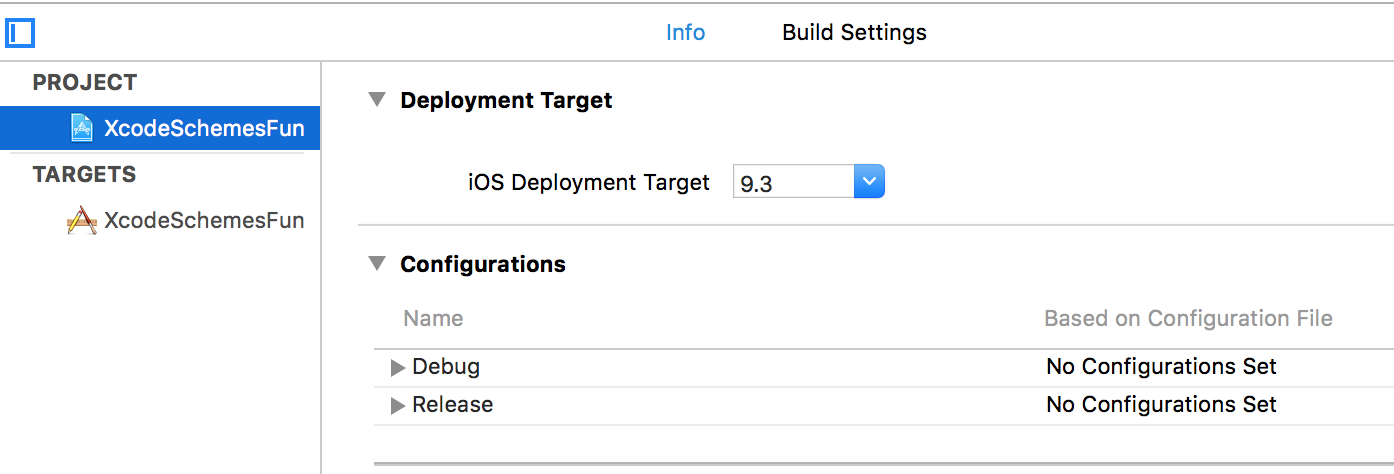 Info Build Settings
PROJECT
XcodeSchemesFun
TARGETS
XcodeSchemesFun
Deployment Target
iOS Deployment Target 9.3
Configurations
Name Based on Configuration File
Debug No Configurations Set
Release No Configurations Set